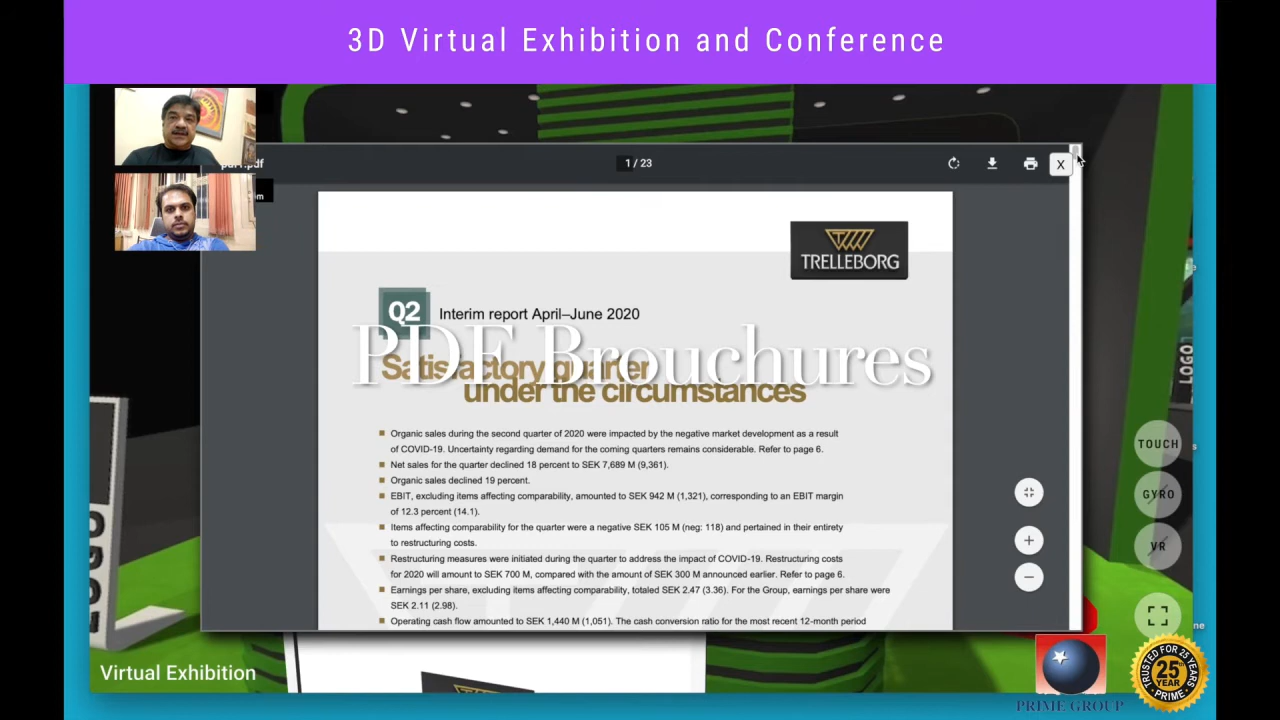 3D Virtual Exhibition and Conference
1 / 23
X
TRELLEBORG
Q2
Interim report April–June 2020
PDF Brouchures
Satisfactory quarter
under the circumstances
Organic sales during the second quarter of 2020 were impacted by the negative market development as a result
of COVID-19. Uncertainty regarding demand for the coming quarters remains considerable. Refer to page 6.
Net sales for the quarter declined 18 percent to SEK 7,689 M (9,361).
Organic sales declined 19 percent.
EBIT, excluding items affecting comparability, amounted to SEK 942 M (1,321), corresponding to an EBIT margin
of 12.3 percent (14.1).
Items affecting comparability for the quarter were a negative SEK 105 M (neg: 118) and pertained in their entirety
to restructuring costs.
Restructuring measures were initiated during the quarter to address the impact of COVID-19. Restructuring costs
for 2020 will amount to SEK 700 M, compared with the amount of SEK 300 M announced earlier. Refer to page 6.
Earnings per share, excluding items affecting comparability, totaled SEK 2.47 (3.36). For the Group, earnings per share were
SEK 2.11 (2.98).
Operating cash flow amounted to SEK 1,440 M (1,051). The cash conversion ratio for the most recent 12-month period
LOGO
TOUCH
GYRO
VR
LOGO
Virtual Exhibition
PRIME GROUP
TRUSTED FOR 25 YEARS
25th
YEAR
PRIME